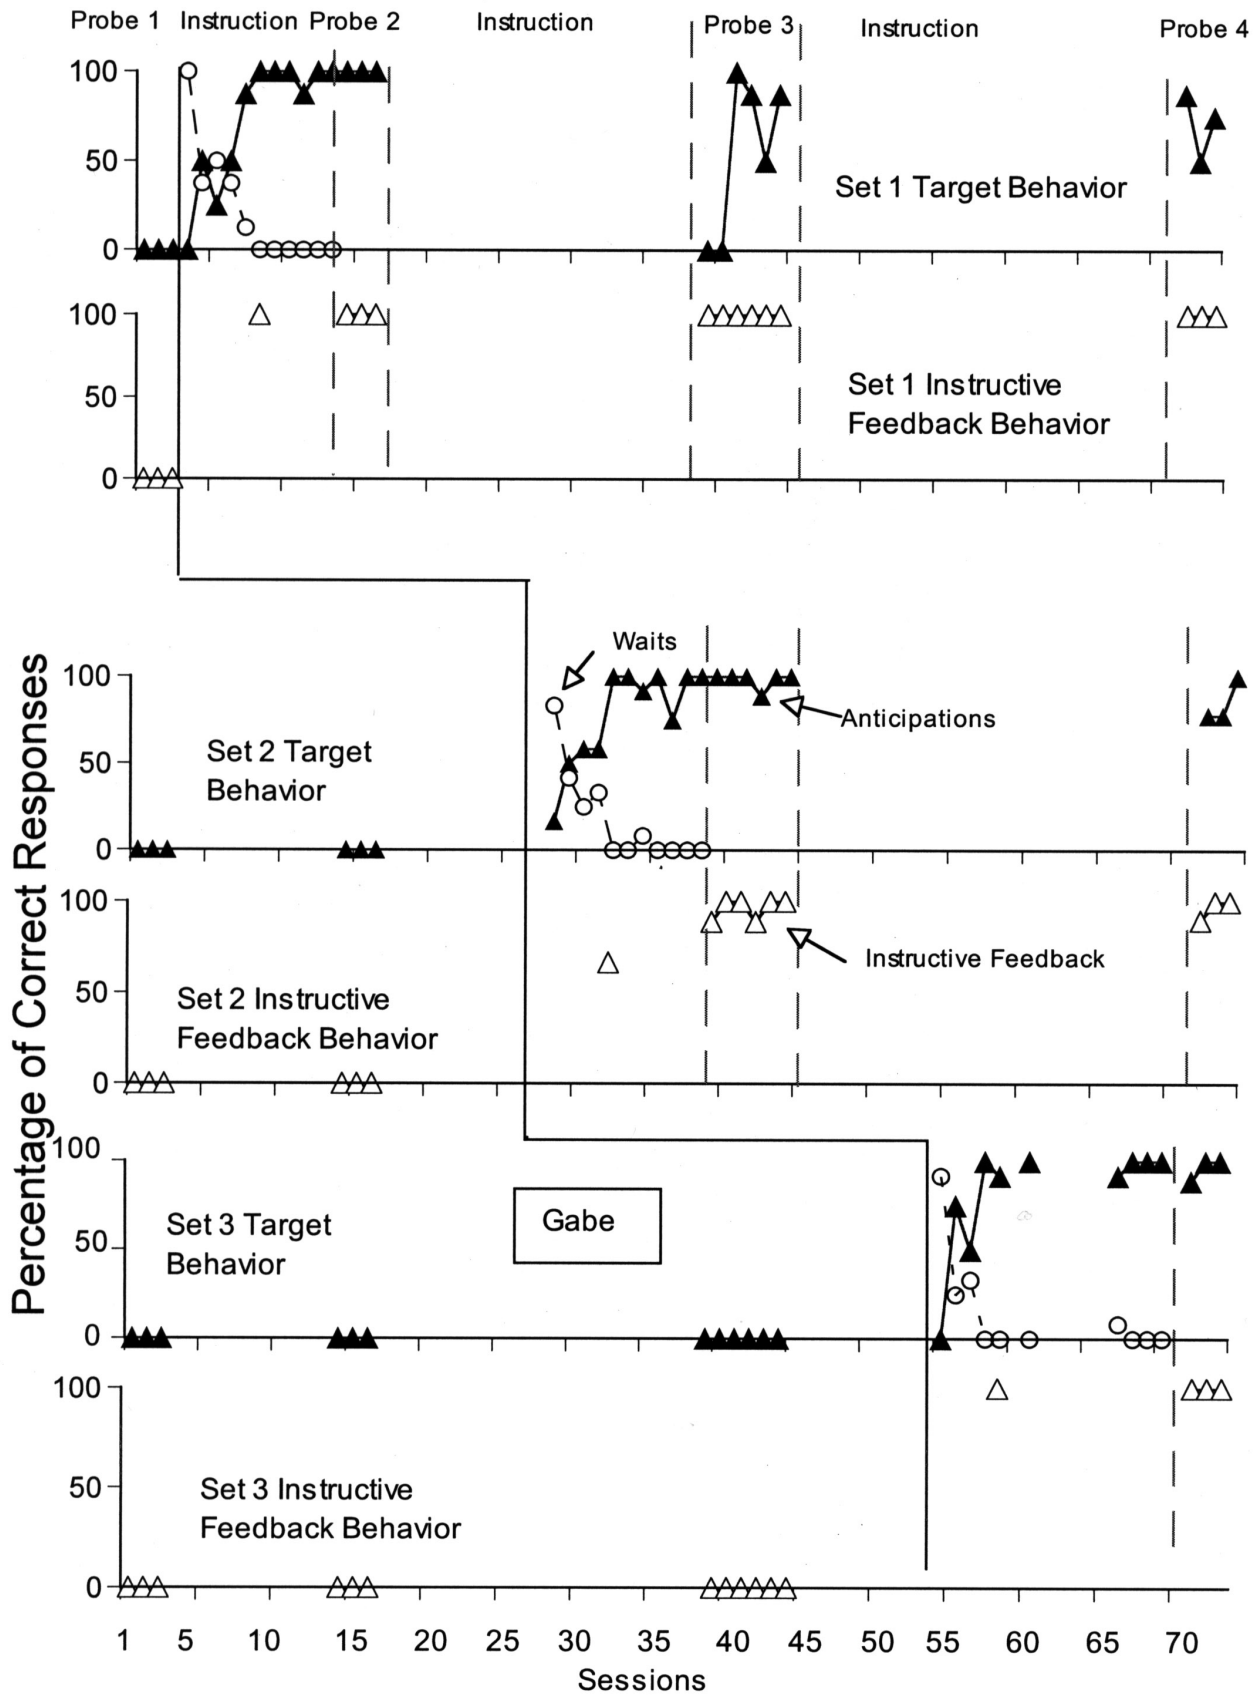 Probe 1 Instruction Probe 2 Instruction Probe 3 Instruction Probe 4
100
50
0
Set 1 Target Behavior
100
50
0
Set 1 Instructive
Feedback Behavior
Percentage of Correct Responses
100
50
0
Waits
Anticipations
Set 2 Target
Behavior
100
50
0
Instructive Feedback
Set 2 Instructive
Feedback Behavior
100
50
0
Set 3 Target
Behavior
Gabe
100
50
0
Set 3 Instructive
Feedback Behavior
1 5 10 15 20 25 30 35 40 45 50 55 60 65 70
Sessions